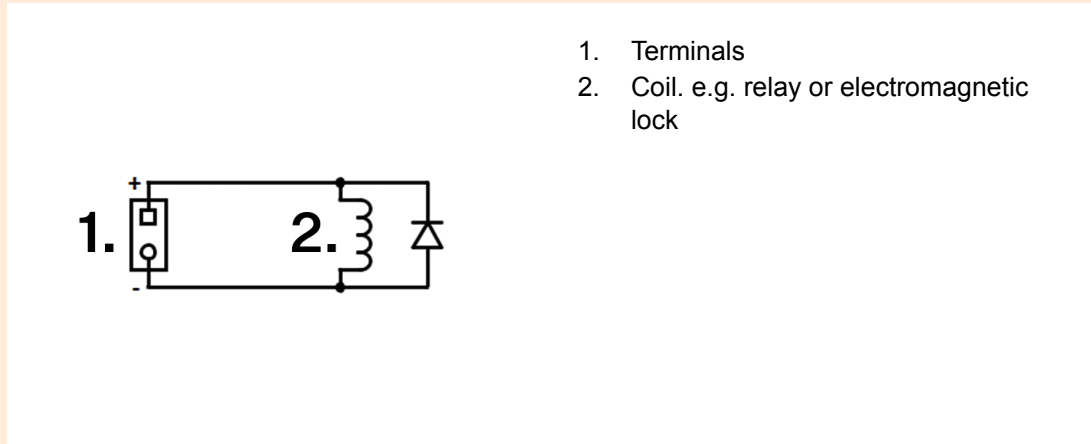 1. Terminals
2. Coil. e.g. relay or electromagnetic
lock
+
1.
2.
-